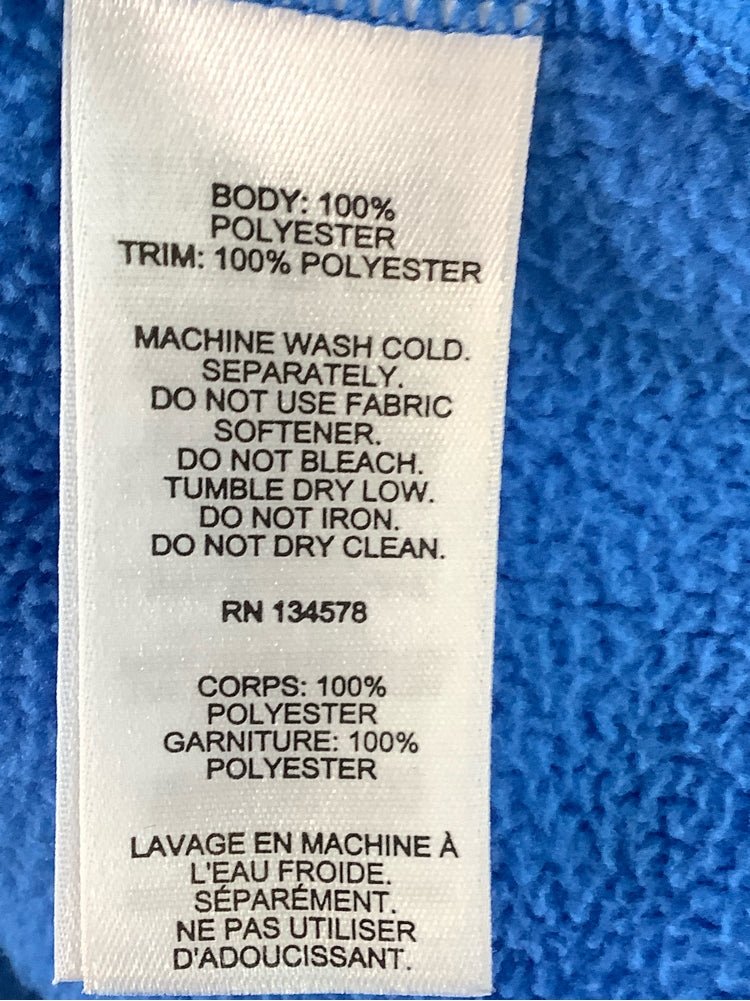 BODY: 100%
POLYESTER
TRIM: 100% POLYESTER
MACHINE WASH COLD.
SEPARATELY.
DO NOT USE FABRIC
SOFTENER.
DO NOT BLEACH.
TUMBLE DRY LOW.
DO NOT IRON.
DO NOT DRY CLEAN.
RN 134578
CORPS: 100%
POLYESTER
GARNITURE: 100%
POLYESTER
LAVAGE EN MACHINE À
L'EAU FROIDE.
SÉPARÉMENT.
NE PAS UTILISER
D'ADOUCISSANT.